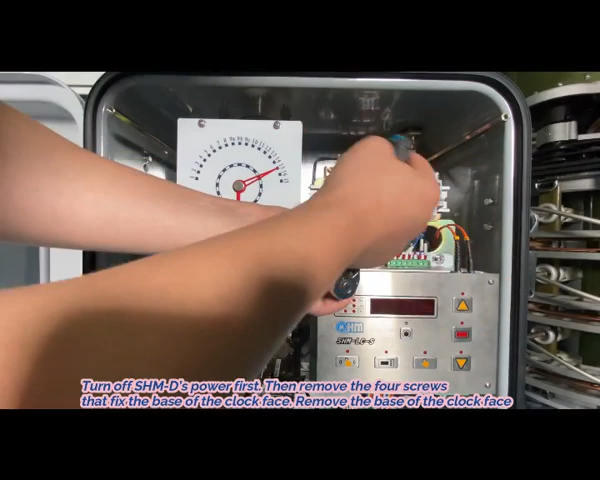 OHM
SHM-LC-S
Turn off SHM-D's power first. Then remove the four screws
that fix the base of the clock face. Remove the base of the clock face